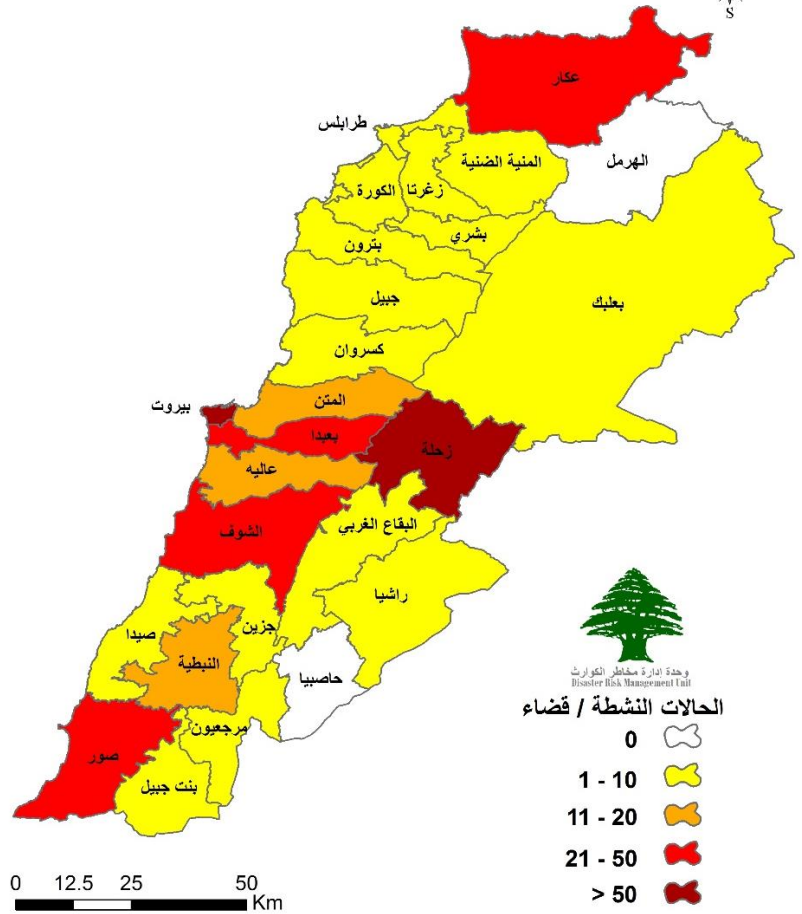 S
عكار
طرابلس
المنية الضنية
الهرمل
زغرتا
الكورة
بشري
بترون
جبيل
بعلبك
كسروان
المتن
بيروت
بعبدا
زحلة
عاليه
البقاع الغربي
الشوف
راشيا
جزين
صيدا
النبطية
حاصبيا
مرجعيون
صور
بنت جبيل
وحدة إدارة مخاطر الكوارث
Disaster Risk Management Unit
الحالات النشطة / قضاء
0
1 - 10
11 - 20
21 - 50
> 50
0 12.5 25 50 Km